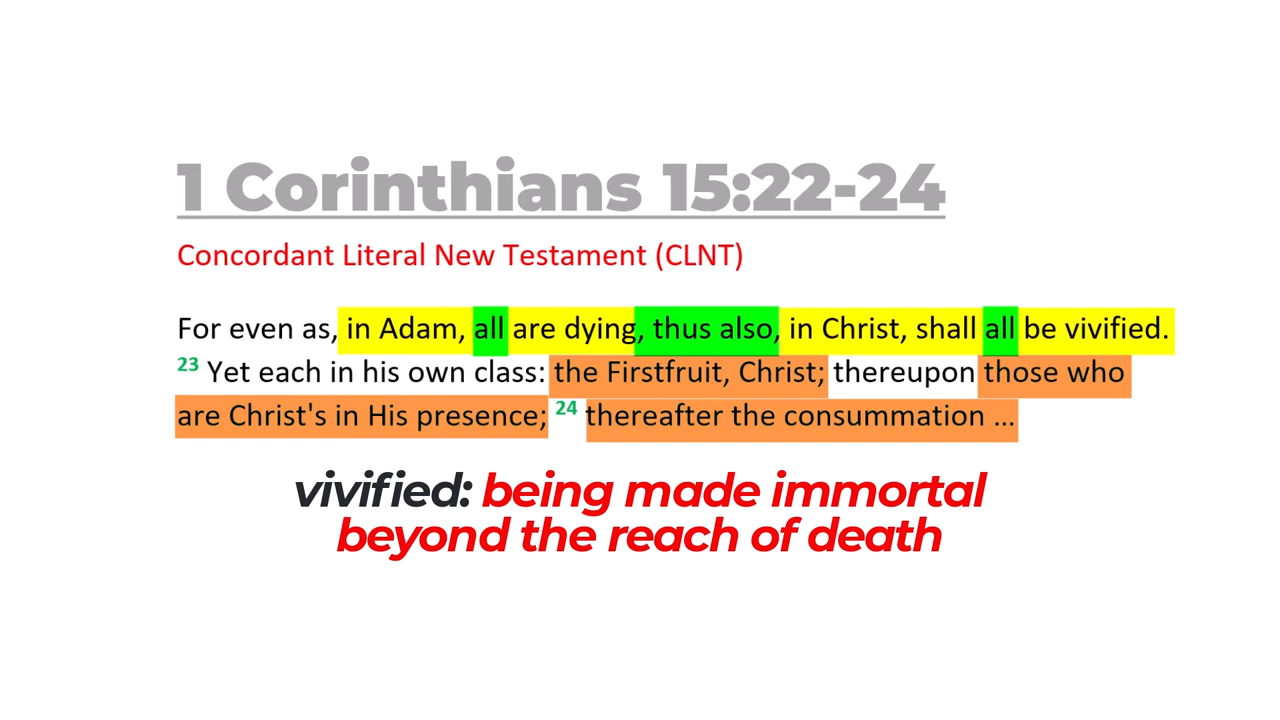 1 Corinthians 15:22-24
Concordant Literal New Testament (CLNT)
For even as, in Adam, all are dying, thus also, in Christ, shall all be vivified.
23 Yet each in his own class: the Firstfruit, Christ; thereupon those who
are Christ's in His presence; 24 thereafter the consummation ...
vivified: being made immortal
beyond the reach of death